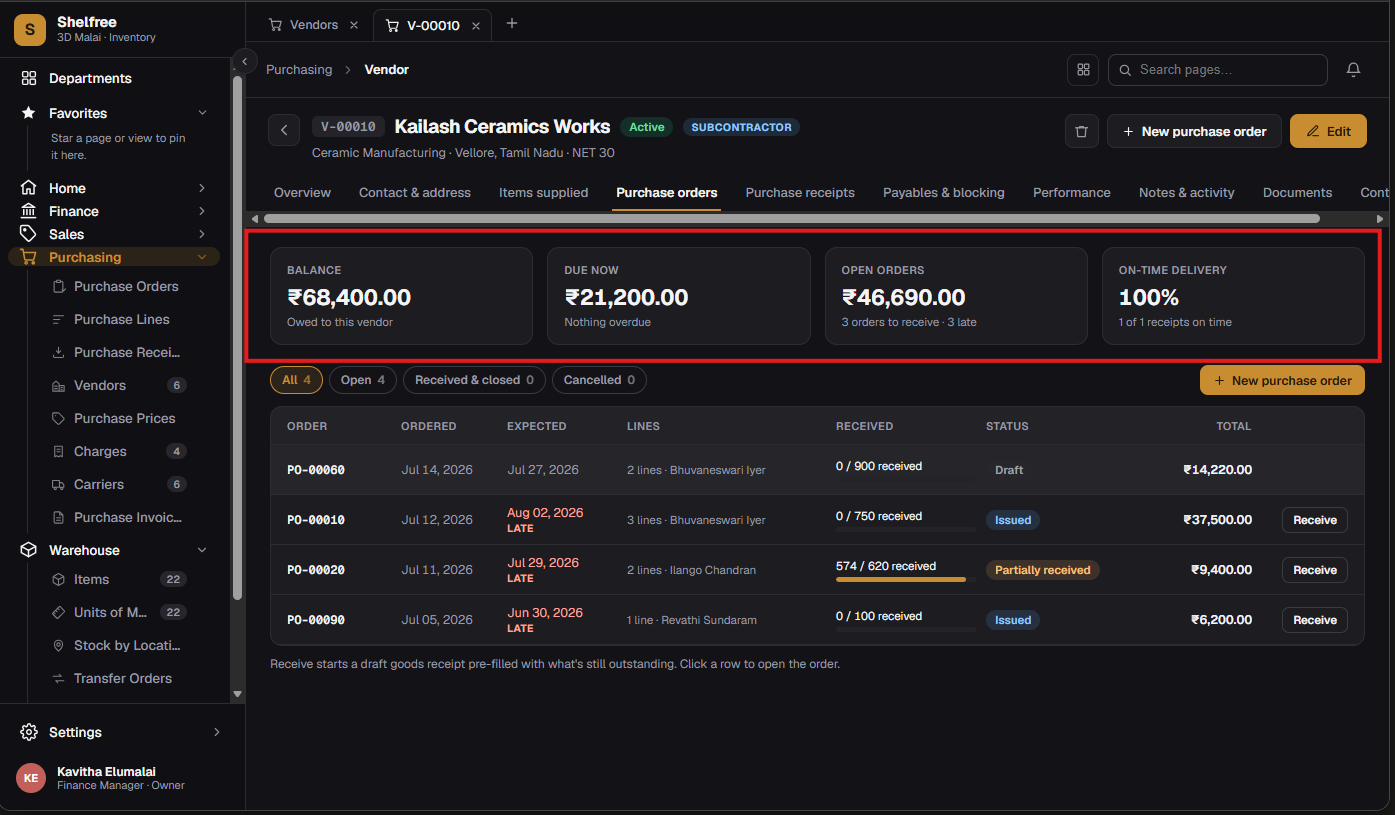 S
Shelfree
3D Malai · Inventory
Departments
Favorites
Star a page or view to pin
it here.
Home
Finance
Sales
Purchasing
Purchase Orders
Purchase Lines
Purchase Recei...
Vendors 6
Purchase Prices
Charges 4
Carriers 6
Purchase Invoic...
Warehouse
Items 22
Units of M... 22
Stock by Locati...
Transfer Orders
Settings
KE
Kavitha Elumalai
Finance Manager · Owner
Vendors × V-00010 × +
Purchasing > Vendor
Search pages...
V-00010 Kailash Ceramics Works Active SUBCONTRACTOR
Ceramic Manufacturing · Vellore, Tamil Nadu · NET 30
+ New purchase order Edit
Overview Contact & address Items supplied Purchase orders Purchase receipts Payables & blocking Performance Notes & activity Documents Cont
BALANCE
₹68,400.00
Owed to this vendor
DUE NOW
₹21,200.00
Nothing overdue
OPEN ORDERS
₹46,690.00
3 orders to receive · 3 late
ON-TIME DELIVERY
100%
1 of 1 receipts on time
All 4 Open 4 Received & closed 0 Cancelled 0
+ New purchase order
ORDER ORDERED EXPECTED LINES RECEIVED STATUS TOTAL
PO-00060 Jul 14, 2026 Jul 27, 2026 2 lines · Bhuvaneswari Iyer 0 / 900 received Draft ₹14,220.00
PO-00010 Jul 12, 2026 Aug 02, 2026 LATE 3 lines · Bhuvaneswari Iyer 0 / 750 received Issued ₹37,500.00 Receive
PO-00020 Jul 11, 2026 Jul 29, 2026 LATE 2 lines · Ilango Chandran 574 / 620 received Partially received ₹9,400.00 Receive
PO-00090 Jul 05, 2026 Jun 30, 2026 LATE 1 line · Revathi Sundaram 0 / 100 received Issued ₹6,200.00 Receive
Receive starts a draft goods receipt pre-filled with what's still outstanding. Click a row to open the order.